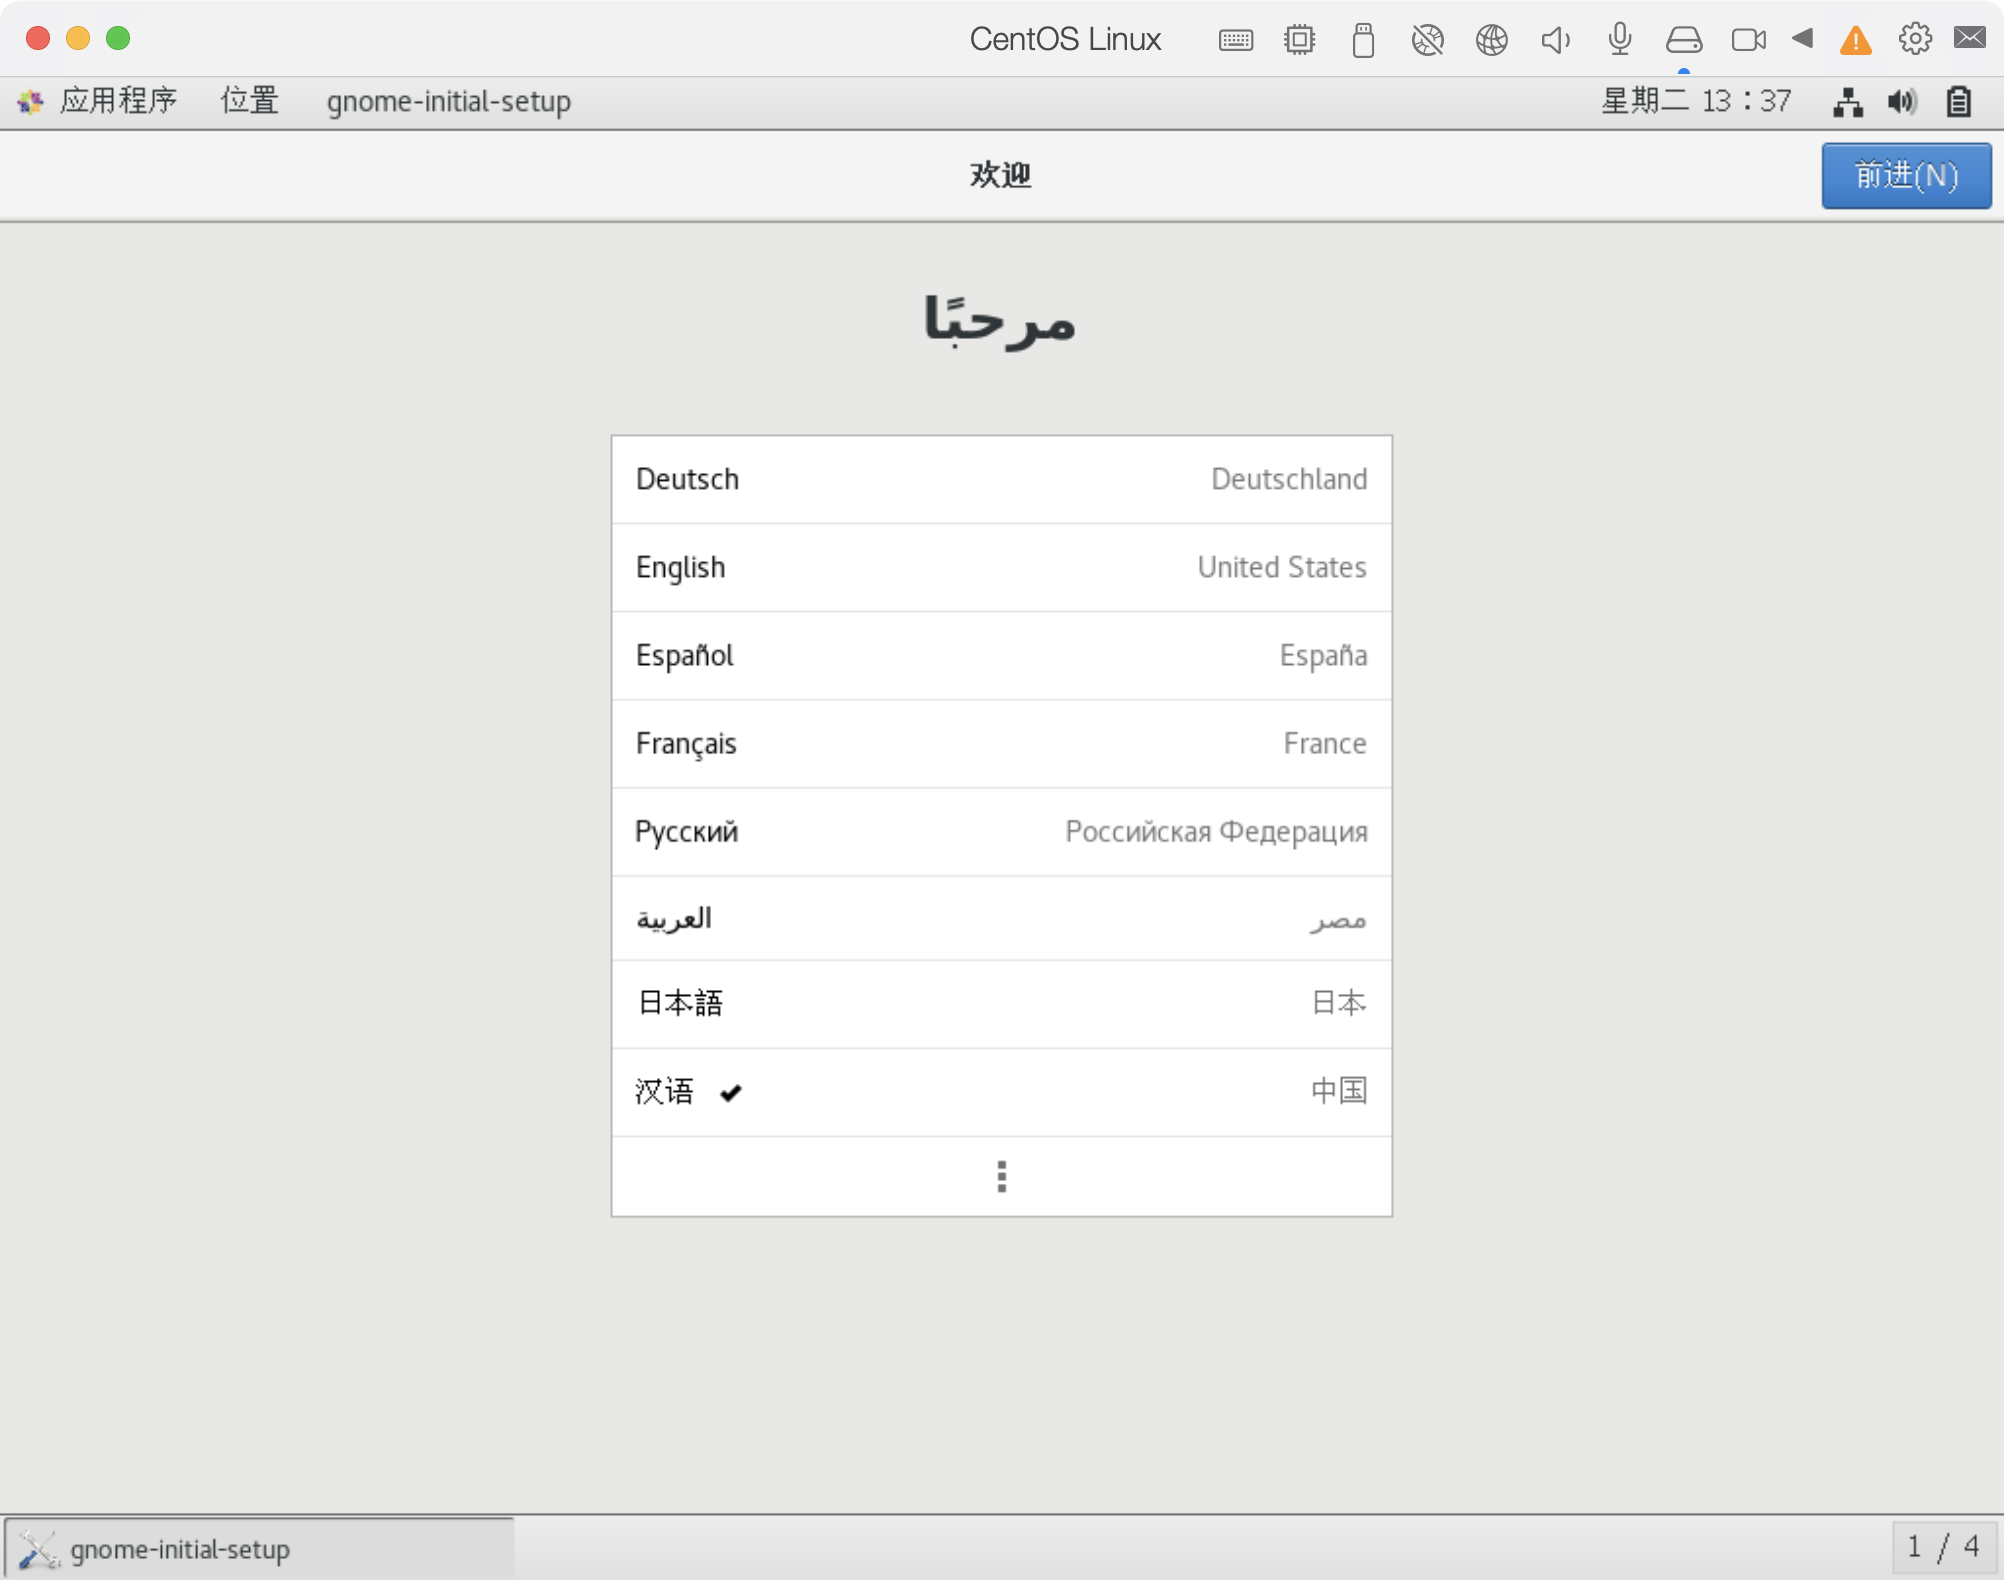 CentOS Linux
应用程序 位置 gnome-initial-setup 星期二 13：37
欢迎 前进(N)
مرحبًا
Deutsch Deutschland
English United States
Español España
Français France
Русский Российская Федерация
العربية مصر
日本語 日本
汉语 中国
gnome-initial-setup 1 / 4